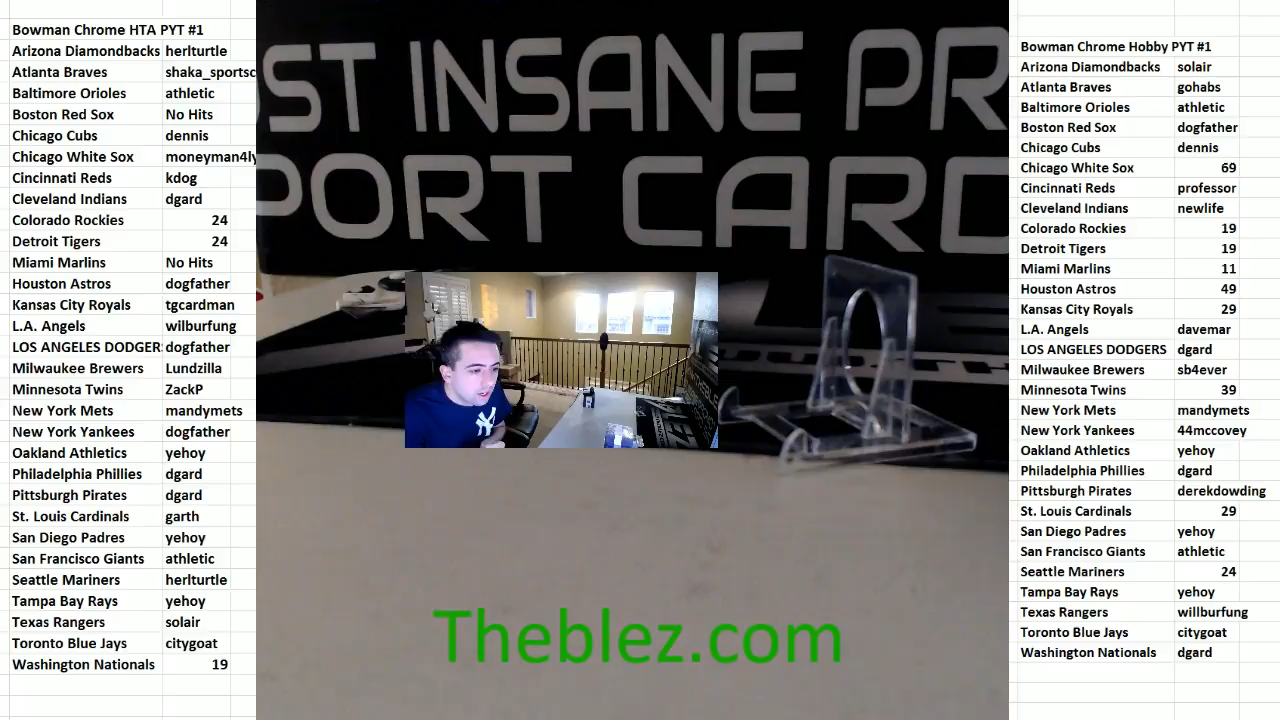 Bowman Chrome HTA PYT #1
Arizona Diamondbacks herlturtle
Atlanta Braves shaka_sportsc
Baltimore Orioles athletic
Boston Red Sox No Hits
Chicago Cubs dennis
Chicago White Sox moneyman4ly
Cincinnati Reds kdog
Cleveland Indians dgard
Colorado Rockies 24
Detroit Tigers 24
Miami Marlins No Hits
Houston Astros dogfather
Kansas City Royals tgcardman
L.A. Angels wilburfung
LOS ANGELES DODGERS dogfather
Milwaukee Brewers Lundzilla
Minnesota Twins ZackP
New York Mets mandymets
New York Yankees dogfather
Oakland Athletics yehoy
Philadelphia Phillies dgard
Pittsburgh Pirates dgard
St. Louis Cardinals garth
San Diego Padres yehoy
San Francisco Giants athletic
Seattle Mariners herlturtle
Tampa Bay Rays yehoy
Texas Rangers solair
Toronto Blue Jays citygoat
Washington Nationals 19
ST INSANE PR
PORT CARD
Theblez.com
Bowman Chrome Hobby PYT #1
Arizona Diamondbacks solair
Atlanta Braves gohabs
Baltimore Orioles athletic
Boston Red Sox dogfather
Chicago Cubs dennis
Chicago White Sox 69
Cincinnati Reds professor
Cleveland Indians newlife
Colorado Rockies 19
Detroit Tigers 19
Miami Marlins 11
Houston Astros 49
Kansas City Royals 29
L.A. Angels davemar
LOS ANGELES DODGERS dgard
Milwaukee Brewers sb4ever
Minnesota Twins 39
New York Mets mandymets
New York Yankees 44mccovey
Oakland Athletics yehoy
Philadelphia Phillies dgard
Pittsburgh Pirates derekdowding
St. Louis Cardinals 29
San Diego Padres yehoy
San Francisco Giants athletic
Seattle Mariners 24
Tampa Bay Rays yehoy
Texas Rangers willburfung
Toronto Blue Jays citygoat
Washington Nationals dgard